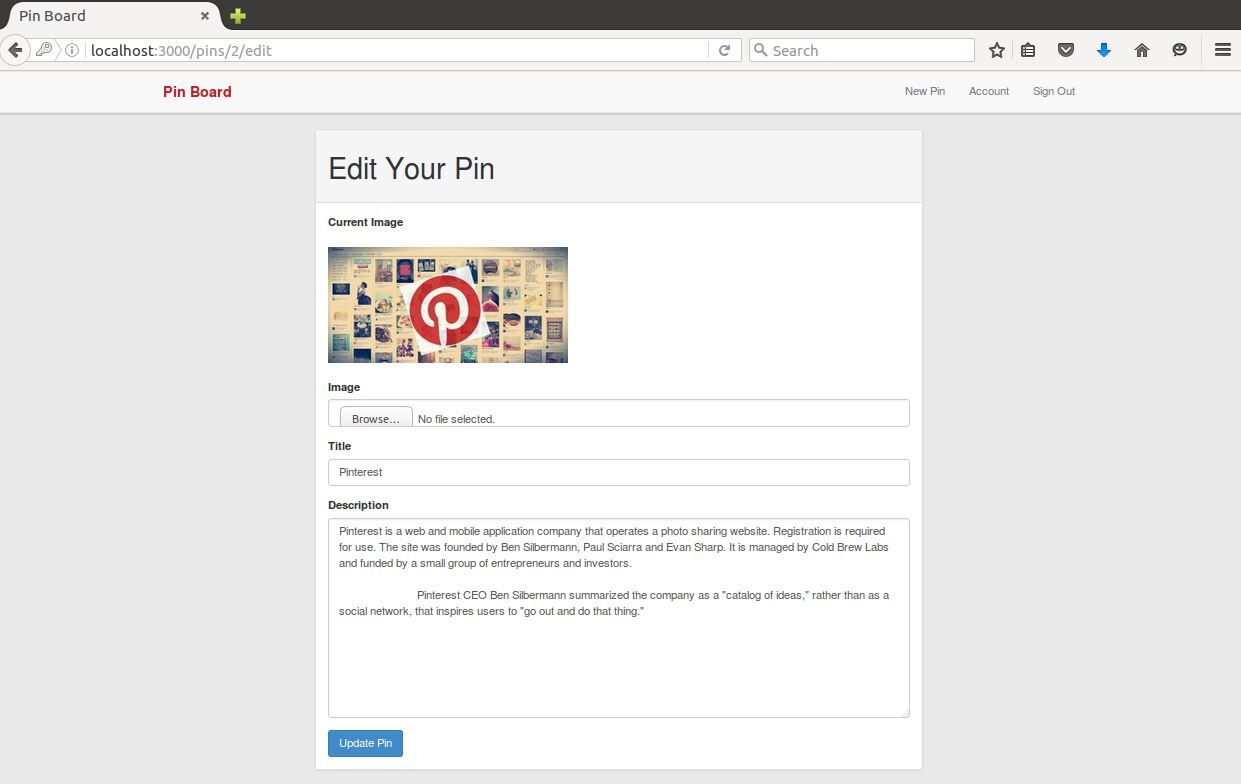 Pin Board
localhost:3000/pins/2/edit
Search
Pin Board
New Pin Account Sign Out
Edit Your Pin
Current Image
Image
Browse... No file selected.
Title
Pinterest
Description
Pinterest is a web and mobile application company that operates a photo sharing website. Registration is required
for use. The site was founded by Ben Silbermann, Paul Sciarra and Evan Sharp. It is managed by Cold Brew Labs
and funded by a small group of entrepreneurs and investors.
Pinterest CEO Ben Silbermann summarized the company as a "catalog of ideas," rather than as a
social network, that inspires users to "go out and do that thing."
Update Pin